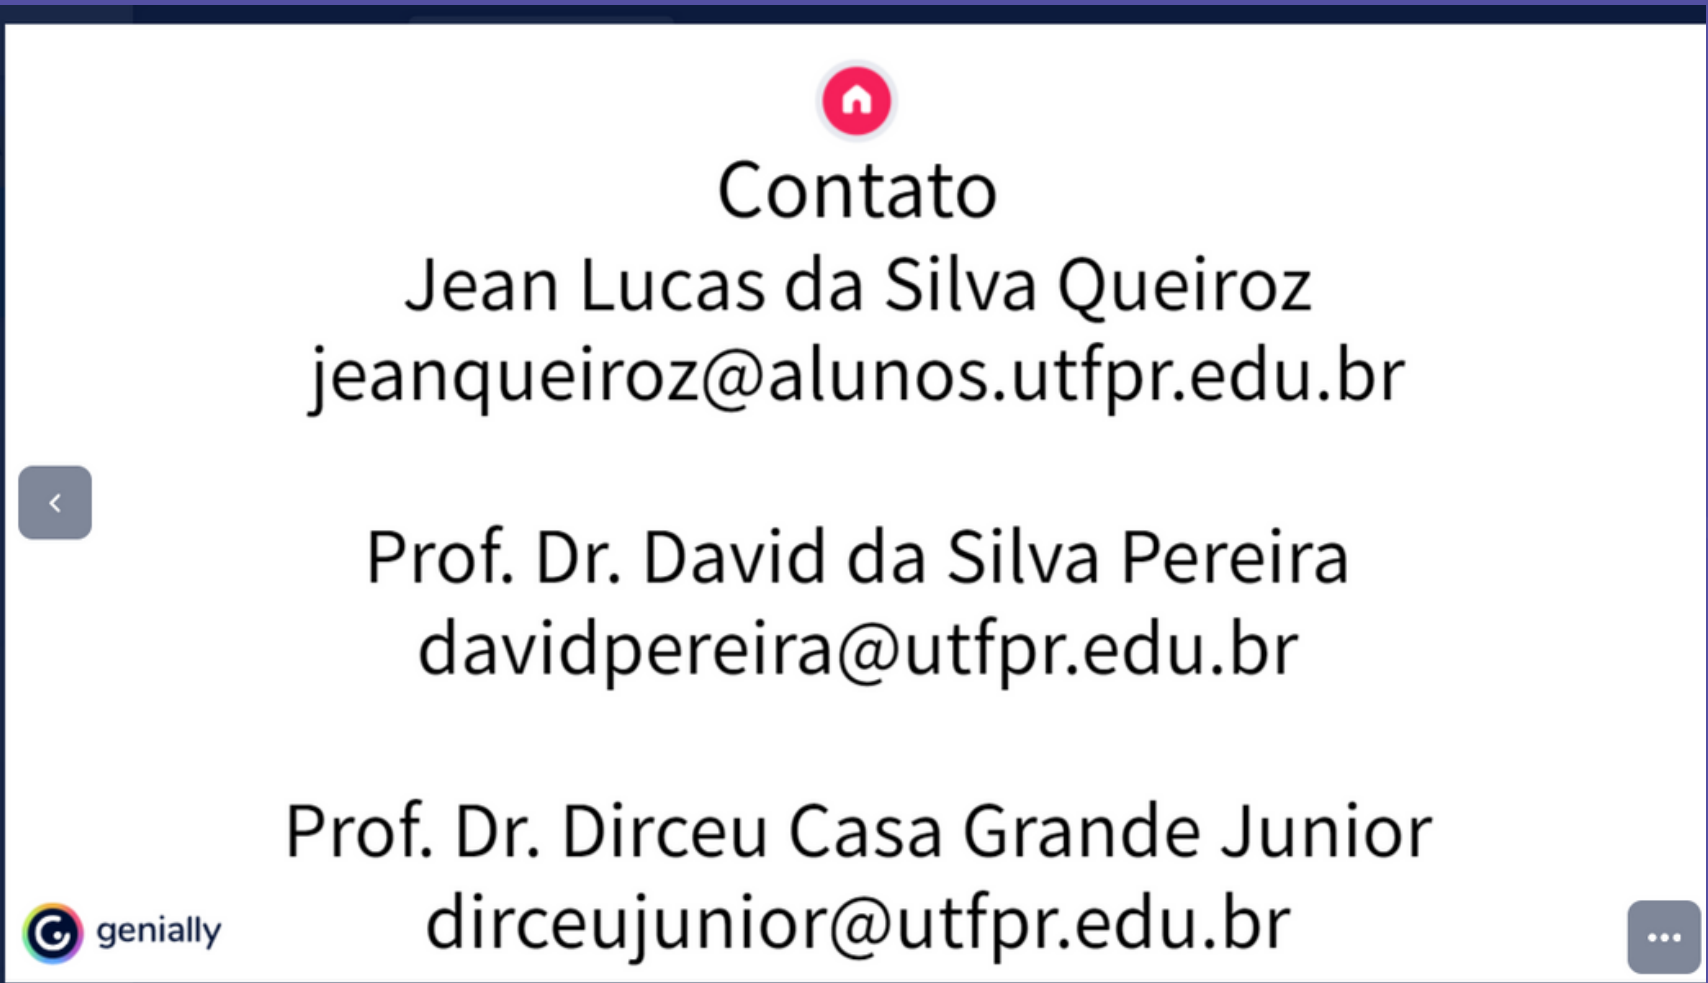 Contato
Jean Lucas da Silva Queiroz
jeanqueiroz@alunos.utfpr.edu.br
Prof. Dr. David da Silva Pereira
davidpereira@utfpr.edu.br
Prof. Dr. Dirceu Casa Grande Junior
dirceujunior@utfpr.edu.br
genially